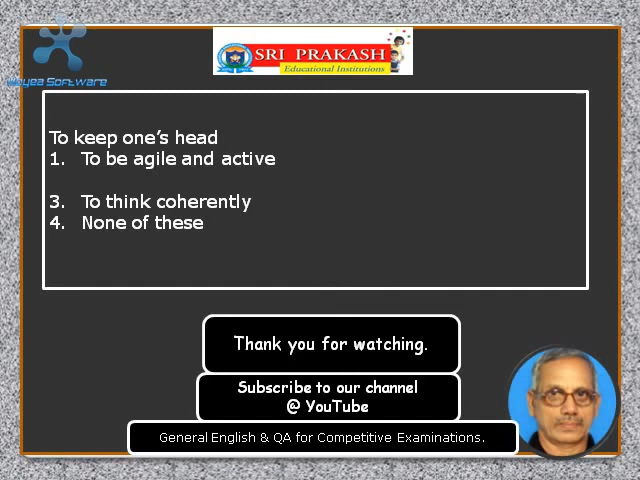 SRI PRAKASH
Educational Institutions
Wayea Software
To keep one's head
1. To be agile and active
3. To think coherently
4. None of these
Thank you for watching.
Subscribe to our channel
@ YouTube
General English & QA for Competitive Examinations.